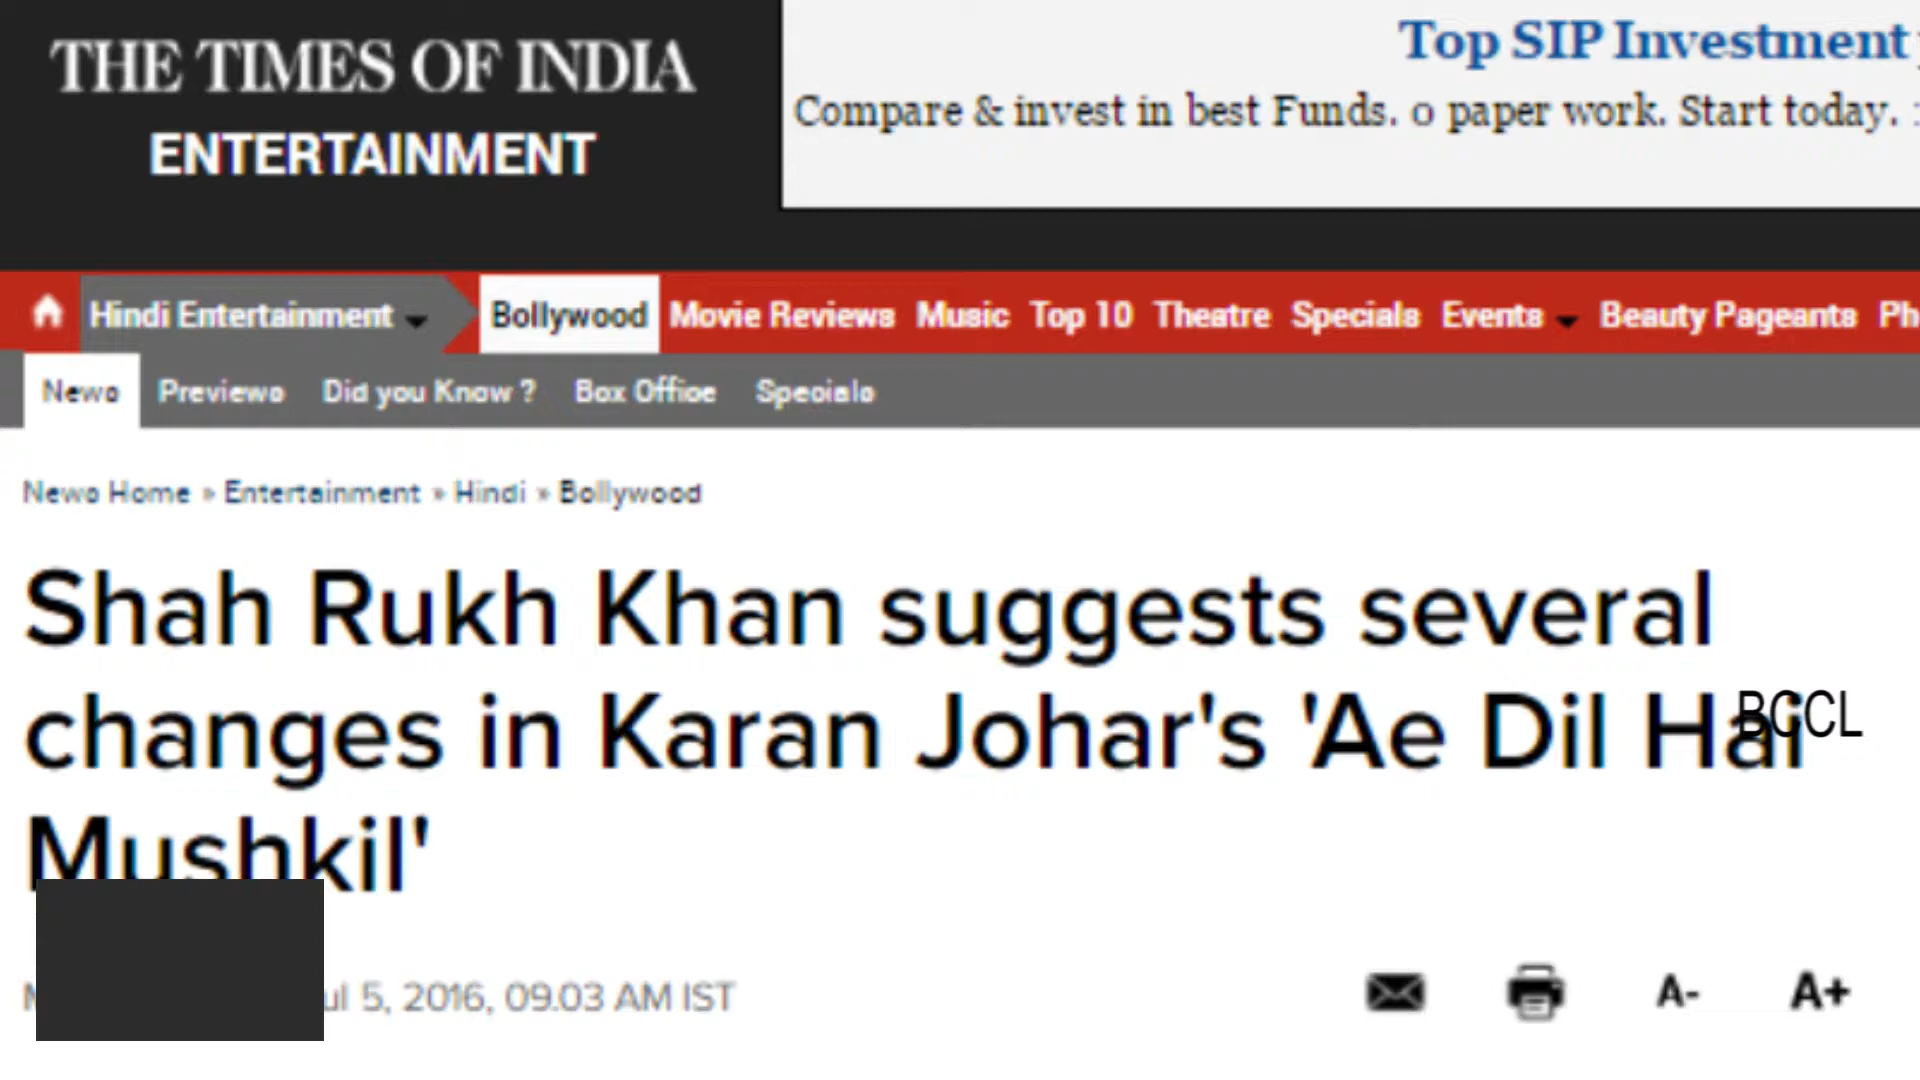 THE TIMES OF INDIA
ENTERTAINMENT
Top SIP Investment
Compare & invest in best Funds. 0 paper work. Start today.
Hindi Entertainment Bollywood Movie Reviews Music Top 10 Theatre Specials Events Beauty Pageants Ph
News Previews Did you Know ? Box Office Specials
News Home » Entertainment » Hindi » Bollywood
Shah Rukh Khan suggests several
changes in Karan Johar's 'Ae Dil Hai
BCCL
Mushkil'
ul 5, 2016, 09.03 AM IST
A- A+